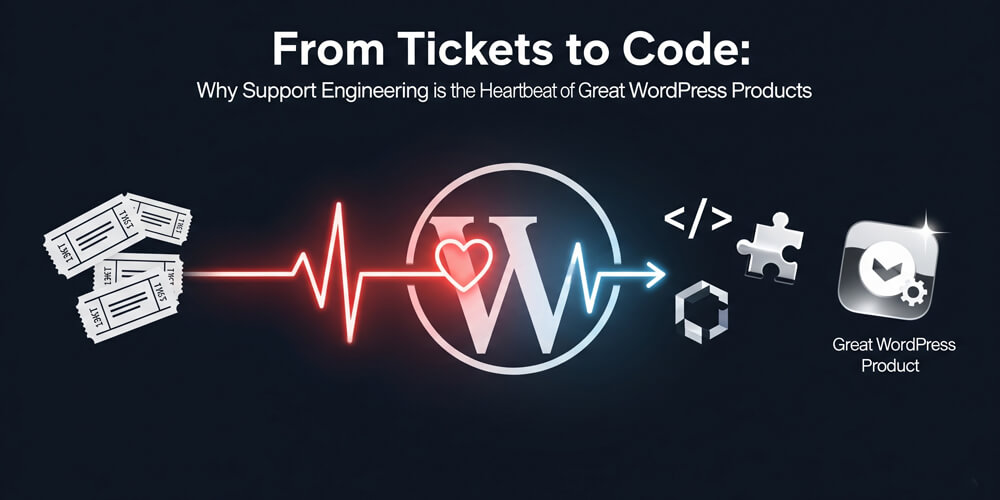 From Tickets to Code:
Why Support Engineering is the Heartbeat of Great WordPress Products
W
</>
Great WordPress
Product